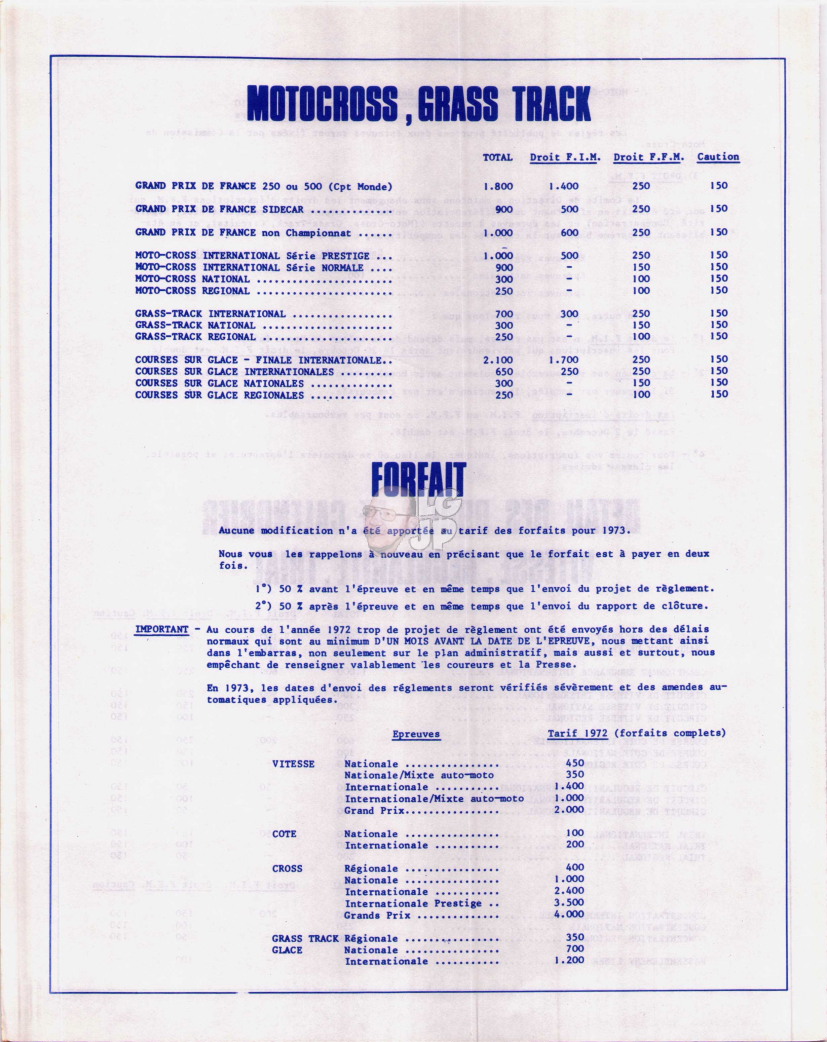 MOTOCROSS, GRASS TRACK
TOTAL Droit F.I.M. Droit F.F.M. Caution
GRAND PRIX DE FRANCE 250 ou 500 (Cpt Monde) 1.800 1.400 250 150
GRAND PRIX DE FRANCE SIDECAR .............. 900 500 250 150
GRAND PRIX DE FRANCE non Championnat ...... 1.000 600 250 150
MOTO-CROSS INTERNATIONAL Série PRESTIGE ... 1.000 500 250 150
MOTO-CROSS INTERNATIONAL Série NORMALE .... 900 - 150 150
MOTO-CROSS NATIONAL ....................... 300 - 100 150
MOTO-CROSS REGIONAL ....................... 250 - 100 150
GRASS-TRACK INTERNATIONAL ................. 700 300 250 150
GRASS-TRACK NATIONAL ...................... 300 - 150 150
GRASS-TRACK REGIONAL ...................... 250 - 100 150
COURSES SUR GLACE - FINALE INTERNATIONALE.. 2.100 1.700 250 150
COURSES SUR GLACE INTERNATIONALES ......... 650 250 250 150
COURSES SUR GLACE NATIONALES .............. 300 - 150 150
COURSES SUR GLACE REGIONALES .............. 250 - 100 150
FORFAIT
LG
JP
Aucune modification n'a été apportée au tarif des forfaits pour 1973.
Nous vous les rappelons à nouveau en précisant que le forfait est à payer en deux
fois.
1°) 50 % avant l'épreuve et en même temps que l'envoi du projet de règlement.
2°) 50 % après l'épreuve et en même temps que l'envoi du rapport de clôture.
IMPORTANT - Au cours de l'année 1972 trop de projet de règlement ont été envoyés hors des délais
normaux qui sont au minimum D'UN MOIS AVANT LA DATE DE L'EPREUVE, nous mettant ainsi
dans l'embarras, non seulement sur le plan administratif, mais aussi et surtout, nous
empêchant de renseigner valablement les coureurs et la Presse.
En 1973, les dates d'envoi des réglements seront vérifiés sévèrement et des amendes au-
tomatiques appliquées.
Epreuves Tarif 1972 (forfaits complets)
VITESSE Nationale ................ 450
Nationale/Mixte auto-moto 350
Internationale ........... 1.400
Internationale/Mixte auto-moto 1.000
Grand Prix................ 2.000
COTE Nationale ................ 100
Internationale ........... 200
CROSS Régionale ................ 400
Nationale ................ 1.000
Internationale ........... 2.400
Internationale Prestige .. 3.500
Grands Prix .............. 4.000
GRASS TRACK Régionale ................ 350
GLACE Nationale ................ 700
Internationale ........... 1.200